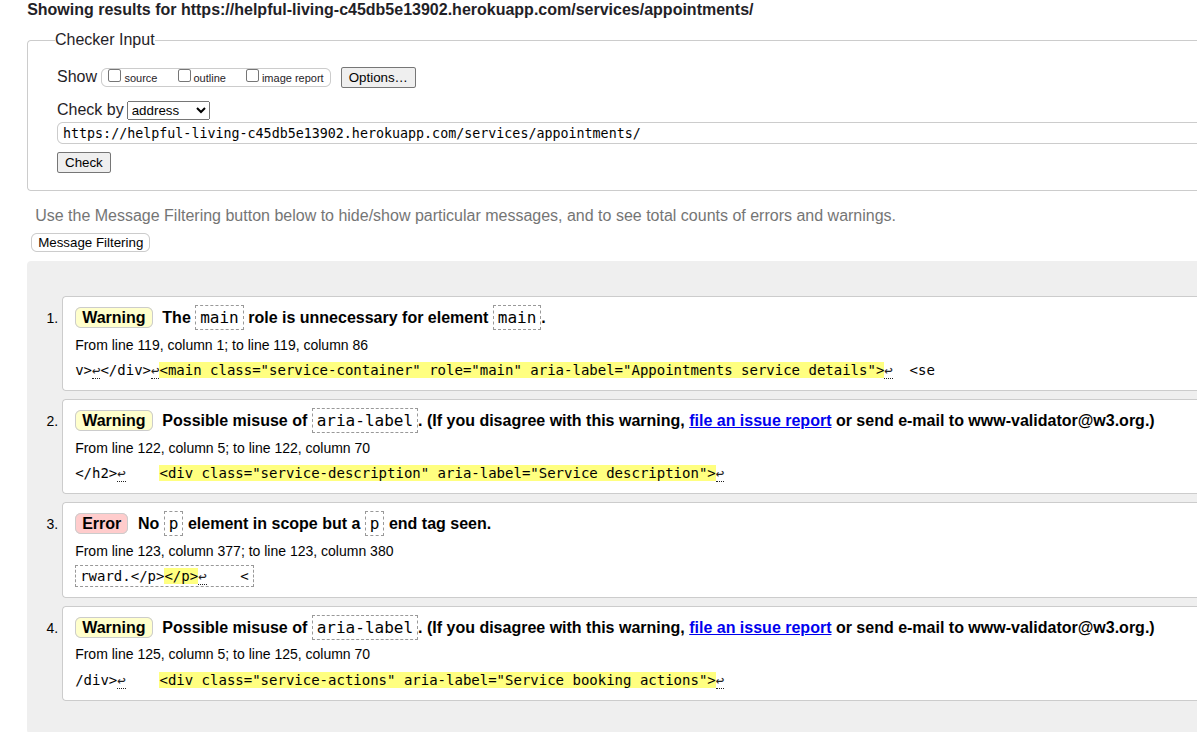 Showing results for https://helpful-living-c45db5e13902.herokuapp.com/services/appointments/
Checker Input
Show source outline image report Options…
Check by address
https://helpful-living-c45db5e13902.herokuapp.com/services/appointments/
Check
Use the Message Filtering button below to hide/show particular messages, and to see total counts of errors and warnings.
Message Filtering
1. Warning The main role is unnecessary for element main.
From line 119, column 1; to line 119, column 86
v>↩</div>↩<main class="service-container" role="main" aria-label="Appointments service details">↩  <se
2. Warning Possible misuse of aria-label. (If you disagree with this warning, file an issue report or send e-mail to www-validator@w3.org.)
From line 122, column 5; to line 122, column 70
</h2>↩    <div class="service-description" aria-label="Service description">↩
3. Error No p element in scope but a p end tag seen.
From line 123, column 377; to line 123, column 380
rward.</p></p>↩    <
4. Warning Possible misuse of aria-label. (If you disagree with this warning, file an issue report or send e-mail to www-validator@w3.org.)
From line 125, column 5; to line 125, column 70
/div>↩    <div class="service-actions" aria-label="Service booking actions">↩